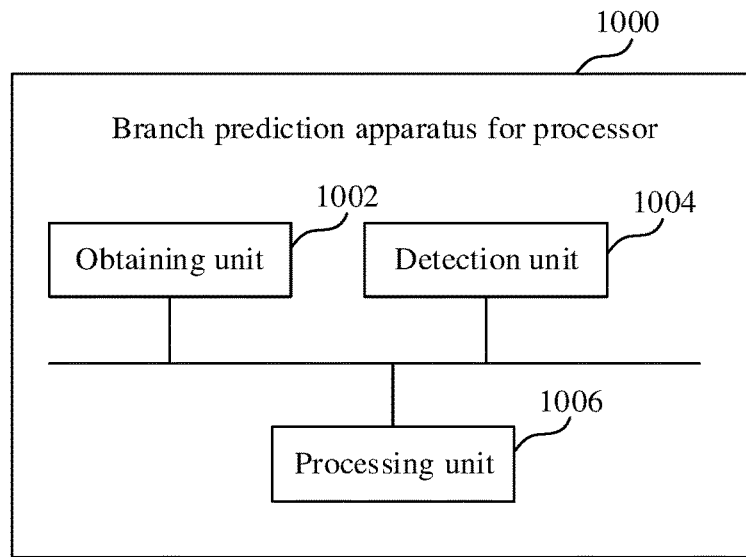 1000
Branch prediction apparatus for processor
1002
1004
Obtaining unit
Detection unit
1006
Processing unit